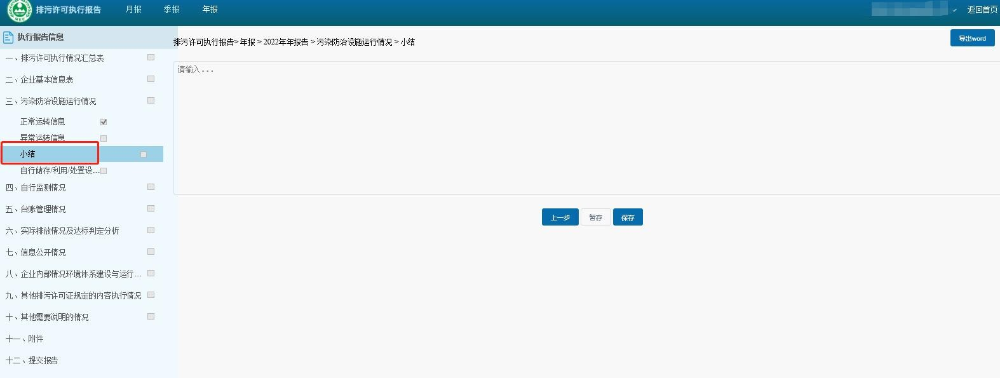 排污许可执行报告 月报 季报 年报 返回首页
MEE
执行报告信息
一、排污许可执行情况汇总表
二、企业基本信息表
三、污染防治设施运行情况
正常运转信息
异常运转信息
小结
自行储存/利用/处置设...
四、自行监测情况
五、台账管理情况
六、实际排放情况及达标判定分析
七、信息公开情况
八、企业内部情况环境体系建设与运行...
九、其他排污许可证规定的内容执行情况
十、其他需要说明的情况
十一、附件
十二、提交报告
排污许可执行报告> 年报 > 2022年年报告 > 污染防治设施运行情况 > 小结
导出word
请输入...
上一步 暂存 保存